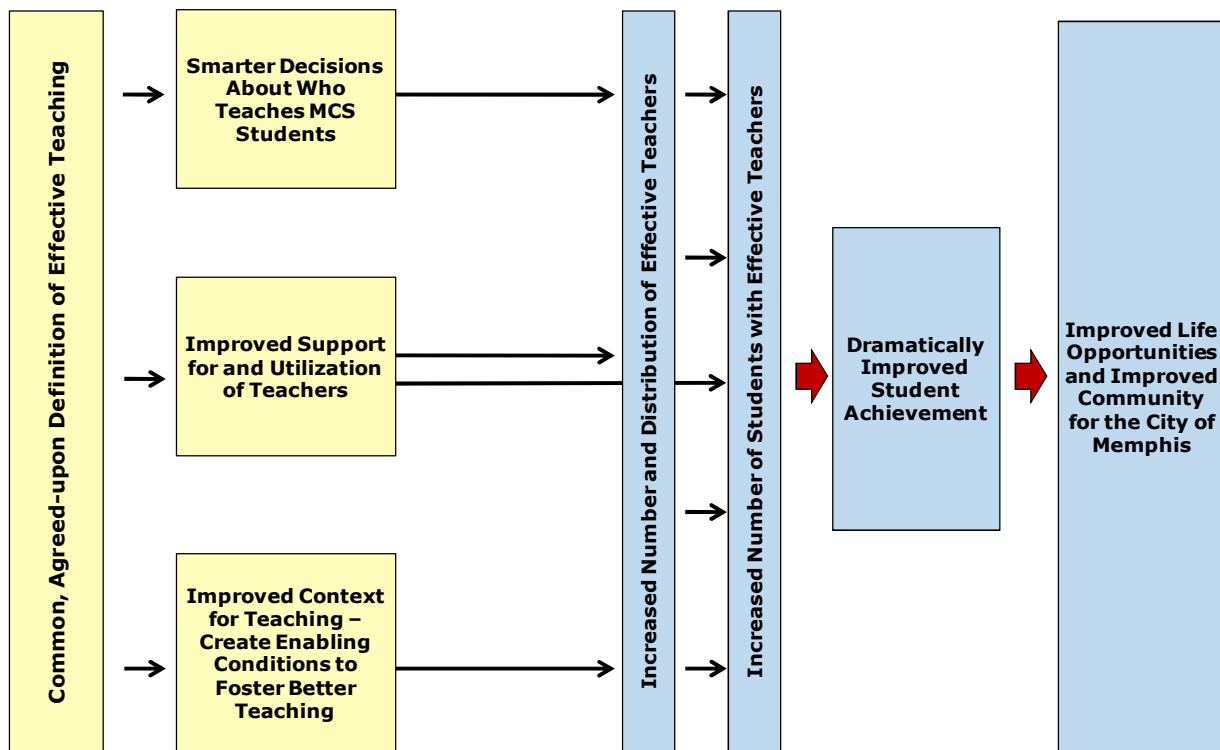 Common, Agreed-upon Definition of Effective Teaching
Smarter Decisions
About Who
Teaches MCS
Students
Improved Support
for and Utilization
of Teachers
Improved Context
for Teaching –
Create Enabling
Conditions to
Foster Better
Teaching
Increased Number and Distribution of Effective Teachers
Increased Number of Students with Effective Teachers
Dramatically
Improved
Student
Achievement
Improved Life
Opportunities
and Improved
Community
for the City of
Memphis